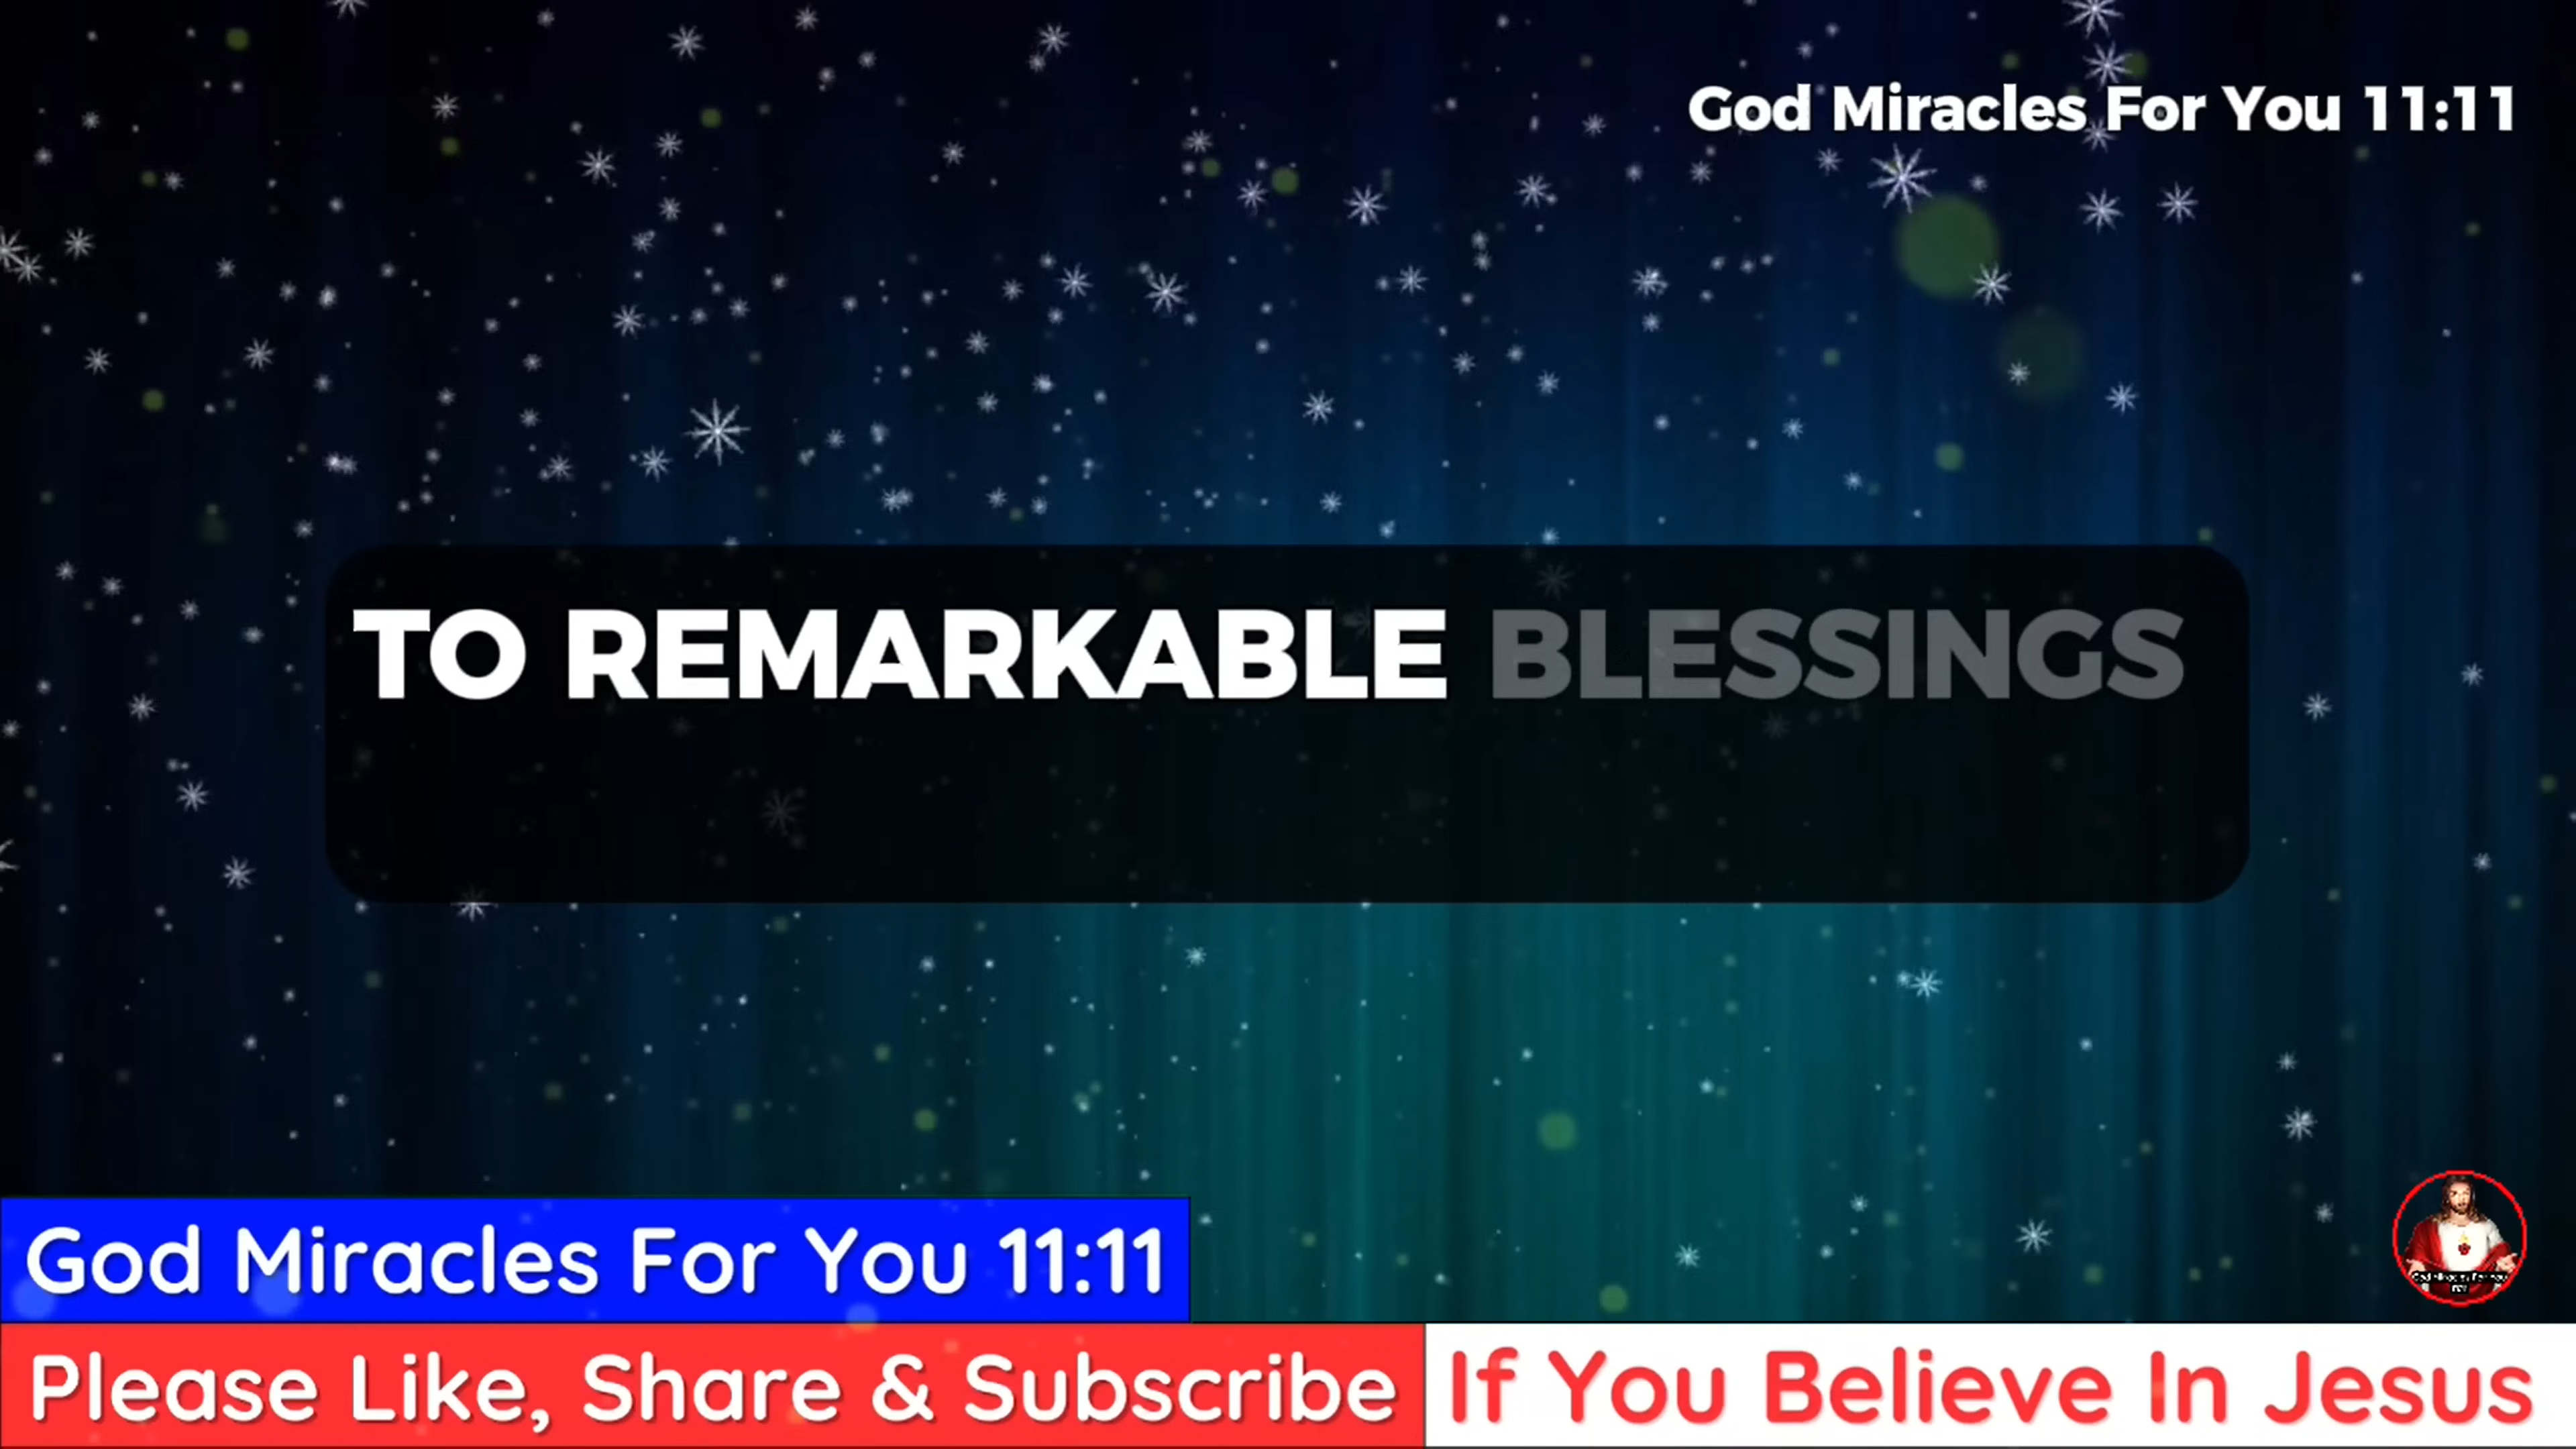 God Miracles For You 11:11
TO REMARKABLE BLESSINGS
God Miracles For You 11:11
Please Like, Share & Subscribe
If You Believe In Jesus